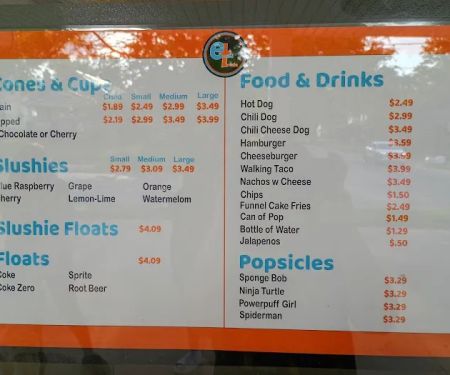 eL
Cones & Cups
Child Small Medium Large
ain $1.89 $2.49 $2.99 $3.49
pped $2.19 $2.99 $3.49 $3.99
Chocolate or Cherry
Slushies
Small Medium Large
$2.79 $3.09 $3.49
lue Raspberry Grape Orange
herry Lemon-Lime Watermelom
Slushie Floats $4.09
Floats $4.09
Coke Sprite
Coke Zero Root Beer
Food & Drinks
Hot Dog $2.49
Chili Dog $2.99
Chili Cheese Dog $3.49
Hamburger $3.59
Cheeseburger
Walking Taco $3.99
Nachos w Cheese $3.49
Chips $1.50
Funnel Cake Fries $2.49
Can of Pop $1.49
Bottle of Water $1.29
Jalapenos $.50
Popsicles
Sponge Bob $3.29
Ninja Turtle $3.29
Powerpuff Girl $3.29
Spiderman $3.29